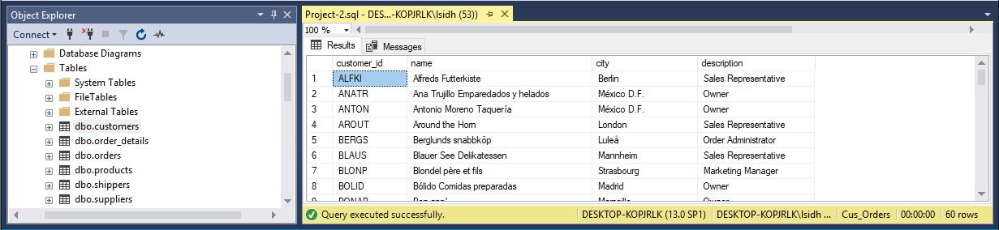 Object Explorer
Connect
Database Diagrams
Tables
System Tables
FileTables
External Tables
dbo.customers
dbo.order_details
dbo.orders
dbo.products
dbo.shippers
dbo.suppliers
Project-2.sql - DES...-KOPJRLK\lsidh (53))
100 %
Results Messages
customer_id name city description
1 ALFKI Alfreds Futterkiste Berlin Sales Representative
2 ANATR Ana Trujillo Emparedados y helados México D.F. Owner
3 ANTON Antonio Moreno Taquería México D.F. Owner
4 AROUT Around the Horn London Sales Representative
5 BERGS Berglunds snabbköp Luleå Order Administrator
6 BLAUS Blauer See Delikatessen Mannheim Sales Representative
7 BLONP Blondel père et fils Strasbourg Marketing Manager
8 BOLID Bólido Comidas preparadas Madrid Owner
9 BONAP Bon app' Marseille Owner
Query executed successfully. DESKTOP-KOPJRLK (13.0 SP1) DESKTOP-KOPJRLK\lsidh ... Cus_Orders 00:00:00 60 rows